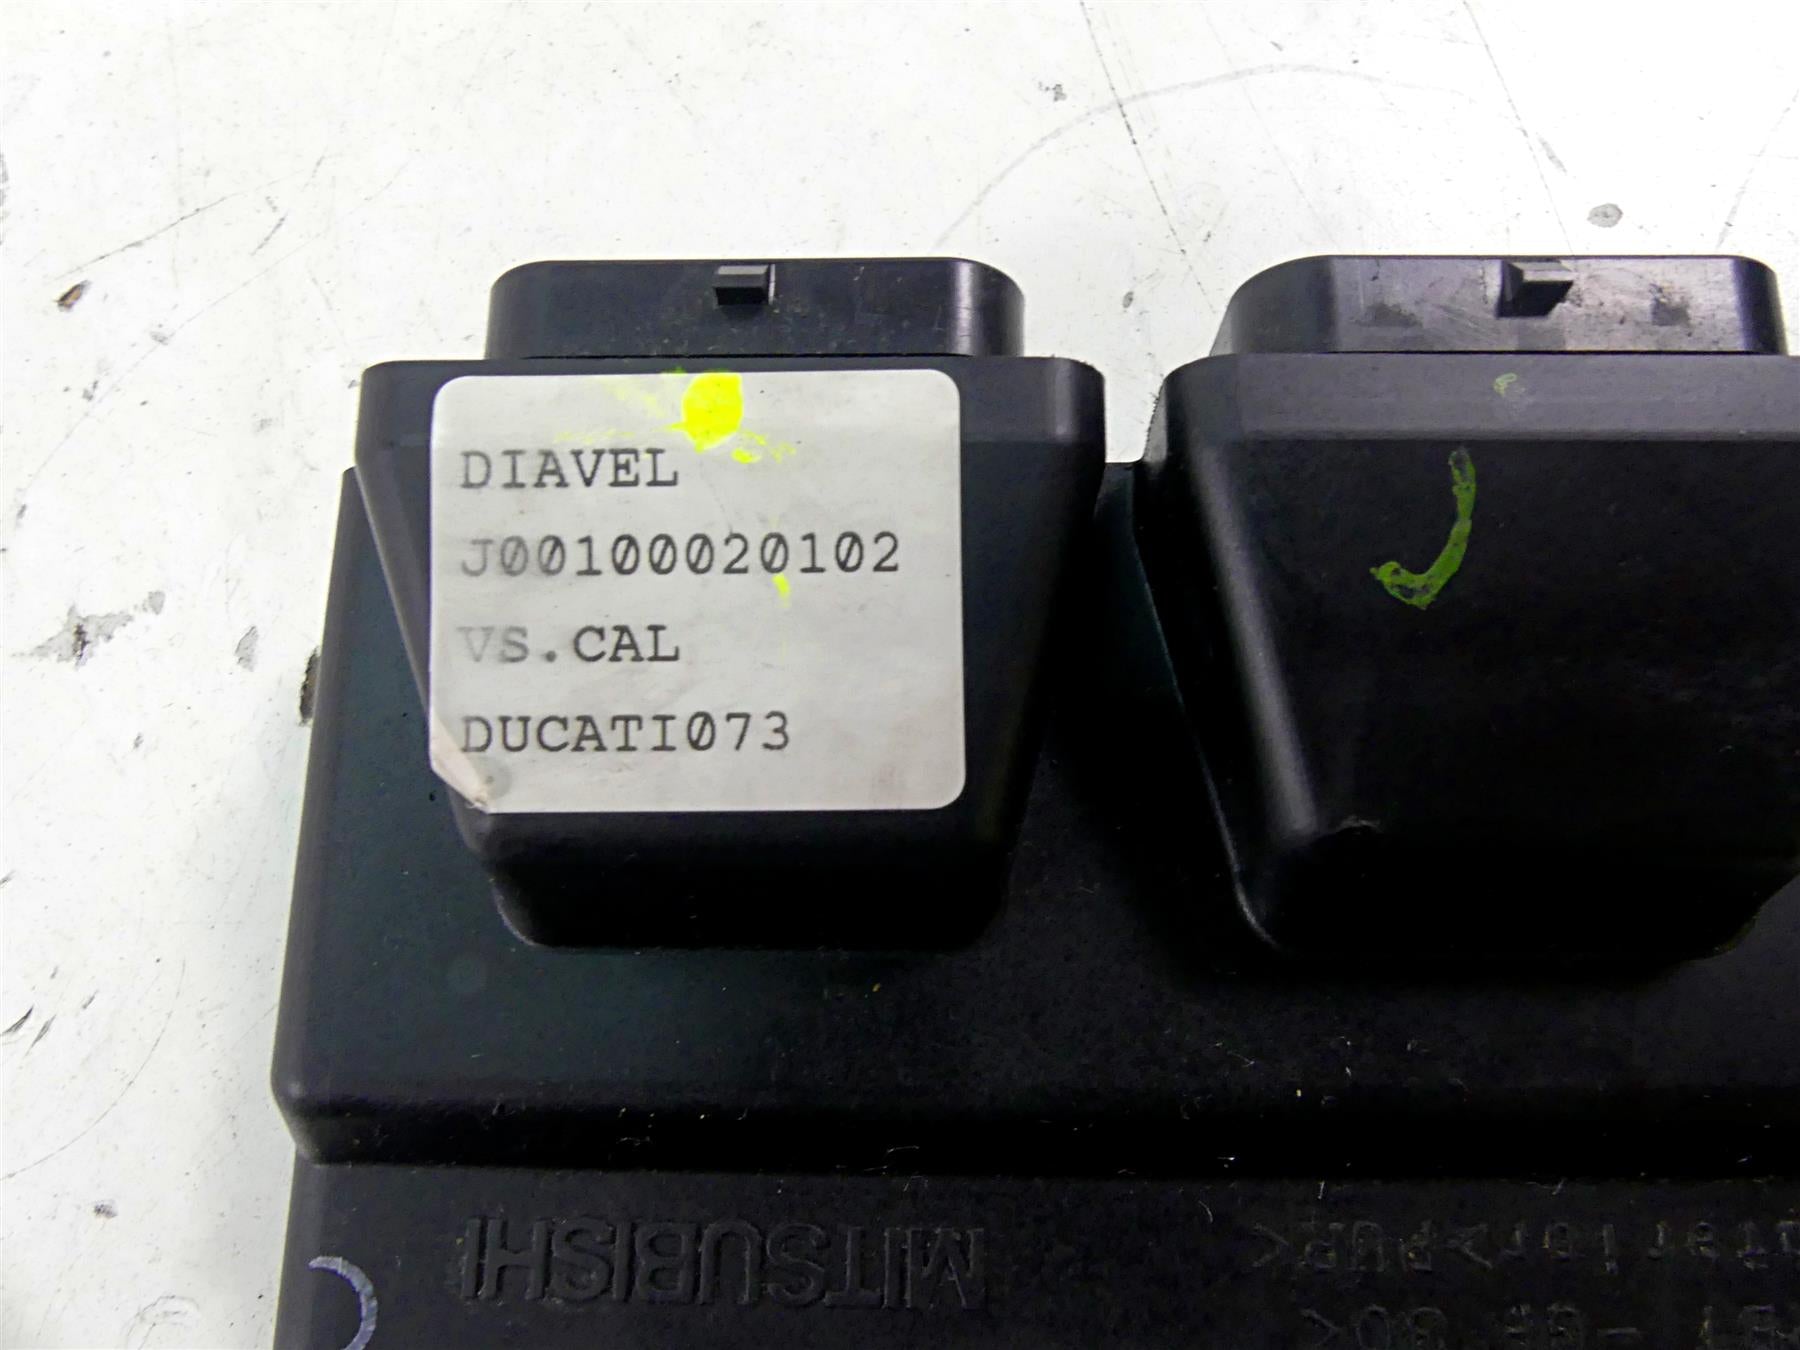 DIAVEL
J00100020102
VS.CAL
DUCATI073
MITSUBISHI